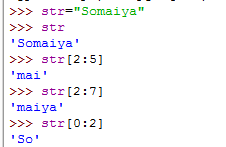 >>> str="Somaiya"
>>> str
'Somaiya'
>>> str[2:5]
'mai'
>>> str[2:7]
'maiya'
>>> str[0:2]
'So'